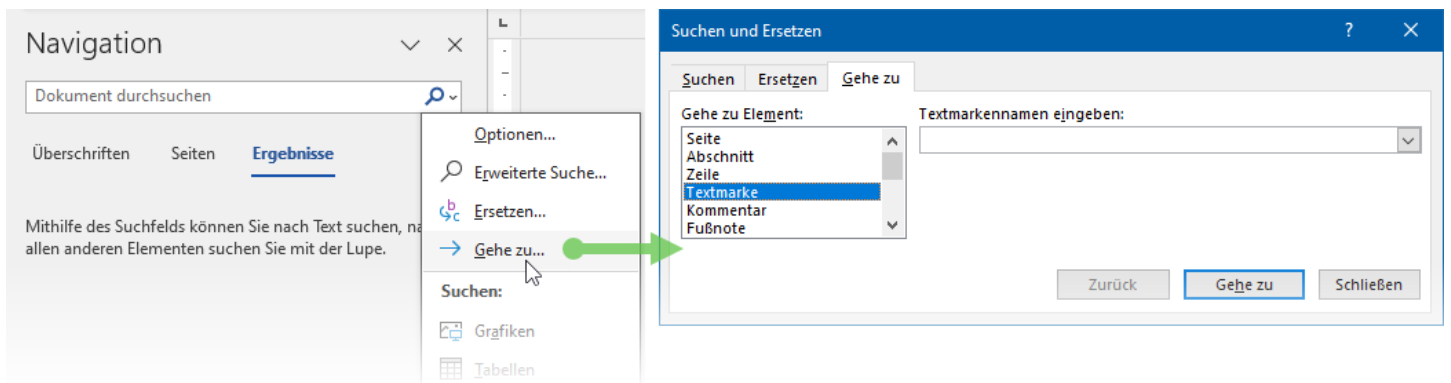 Navigation
Dokument durchsuchen
Überschriften Seiten Ergebnisse
Mithilfe des Suchfelds können Sie nach Text suchen, na
allen anderen Elementen suchen Sie mit der Lupe.
Optionen...
Erweiterte Suche...
Ersetzen...
Gehe zu...
Suchen:
Grafiken
Tabellen
Suchen und Ersetzen
Suchen Ersetzen Gehe zu
Gehe zu Element:
Seite
Abschnitt
Zeile
Textmarke
Kommentar
Fußnote
Textmarkennamen eingeben:
Zurück Gehe zu Schließen